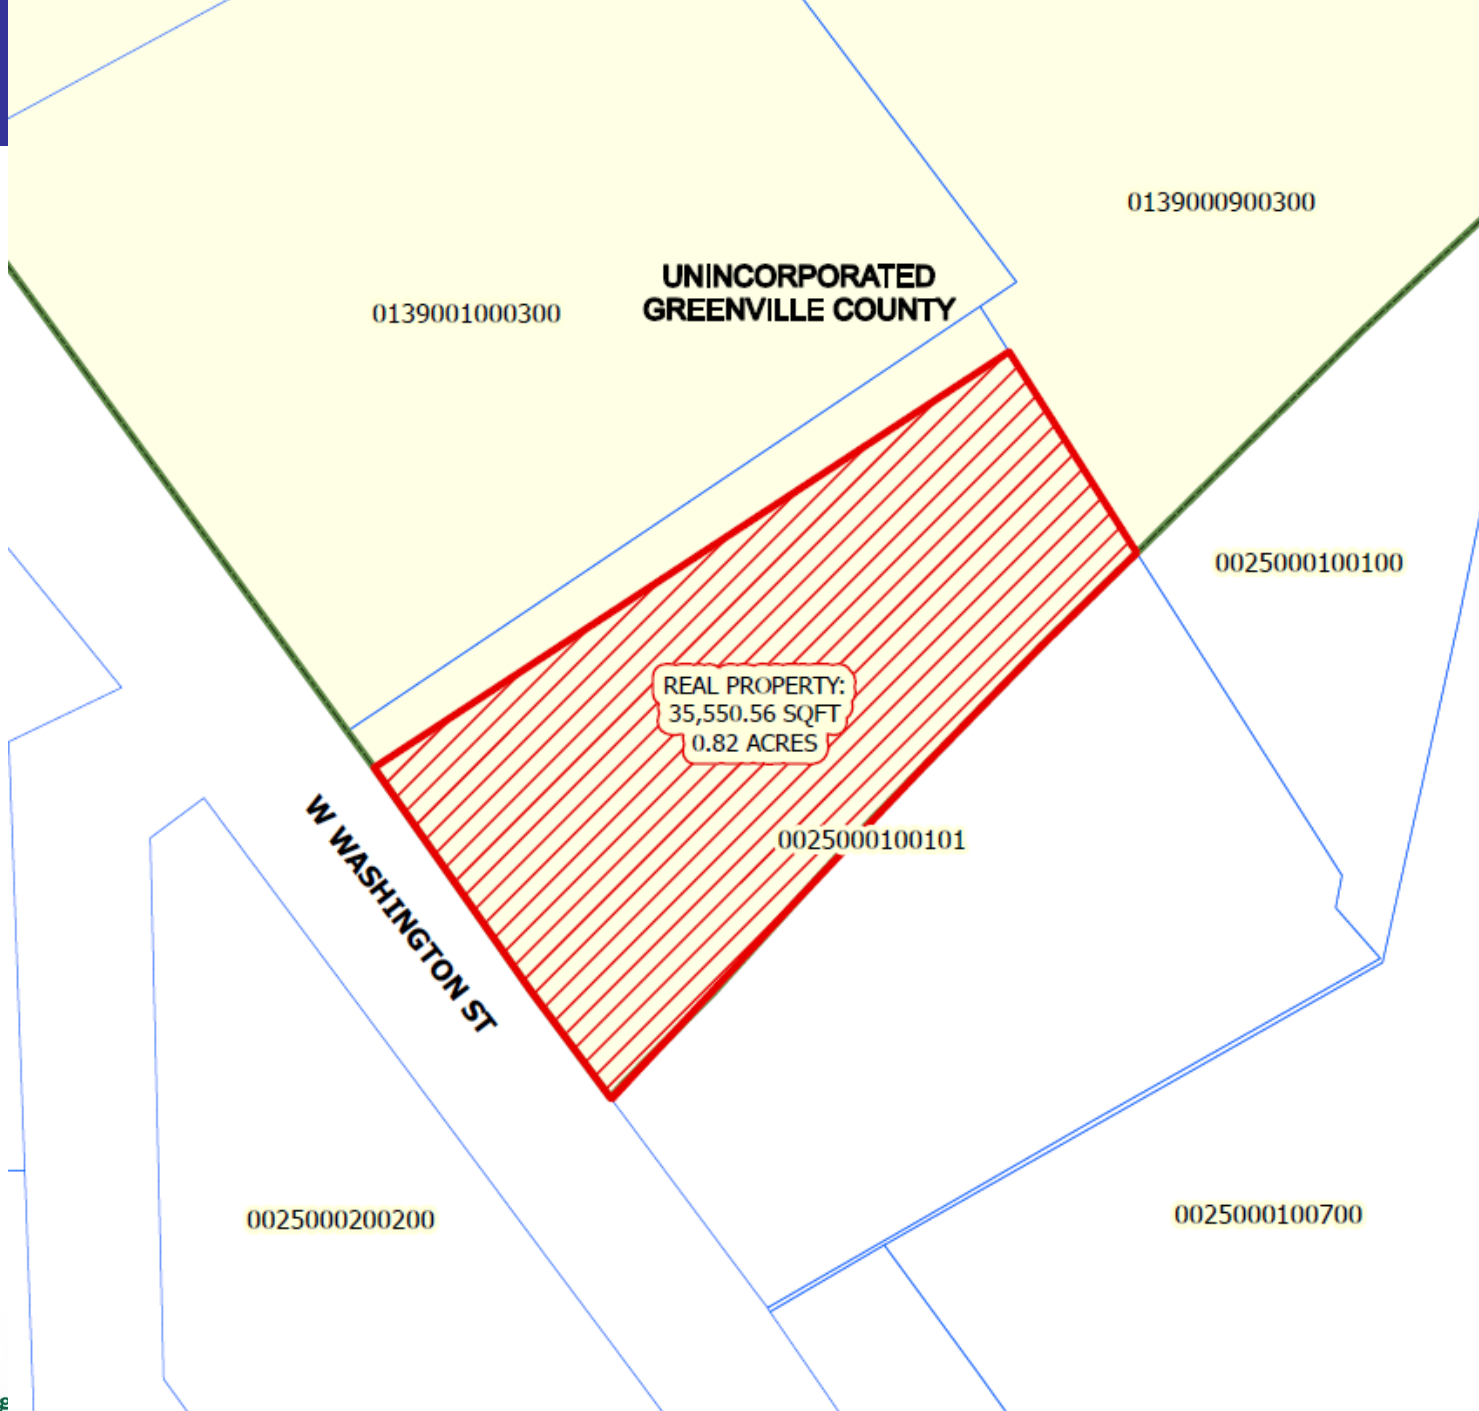 0139000900300
UNINCORPORATED
GREENVILLE COUNTY
0139001000300
0025000100100
REAL PROPERTY:
35,550.56 SQFT
0.82 ACRES
0025000100101
W WASHINGTON ST
0025000200200
0025000100700